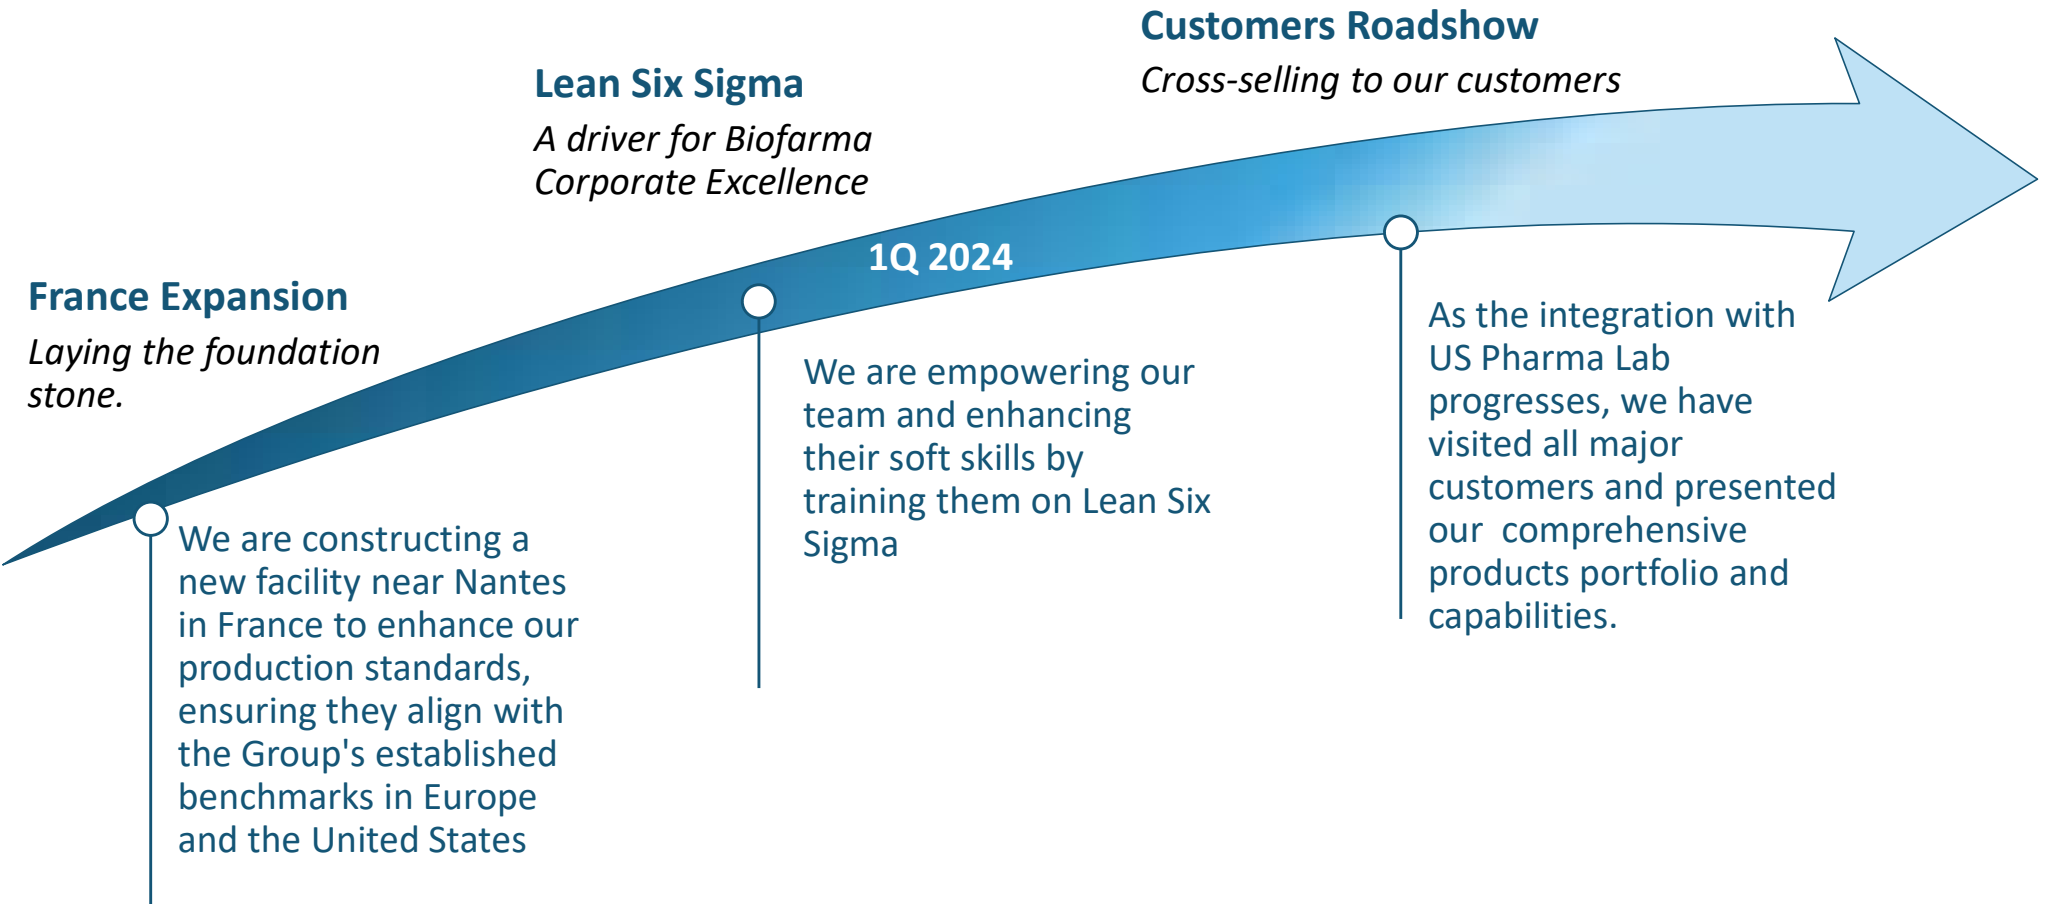 France Expansion
Laying the foundation
stone.
We are constructing a
new facility near Nantes
in France to enhance our
production standards,
ensuring they align with
the Group's established
benchmarks in Europe
and the United States
Lean Six Sigma
A driver for Biofarma
Corporate Excellence
1Q 2024
We are empowering our
team and enhancing
their soft skills by
training them on Lean Six
Sigma
Customers Roadshow
Cross-selling to our customers
As the integration with
US Pharma Lab
progresses, we have
visited all major
customers and presented
our  comprehensive
products portfolio and
capabilities.